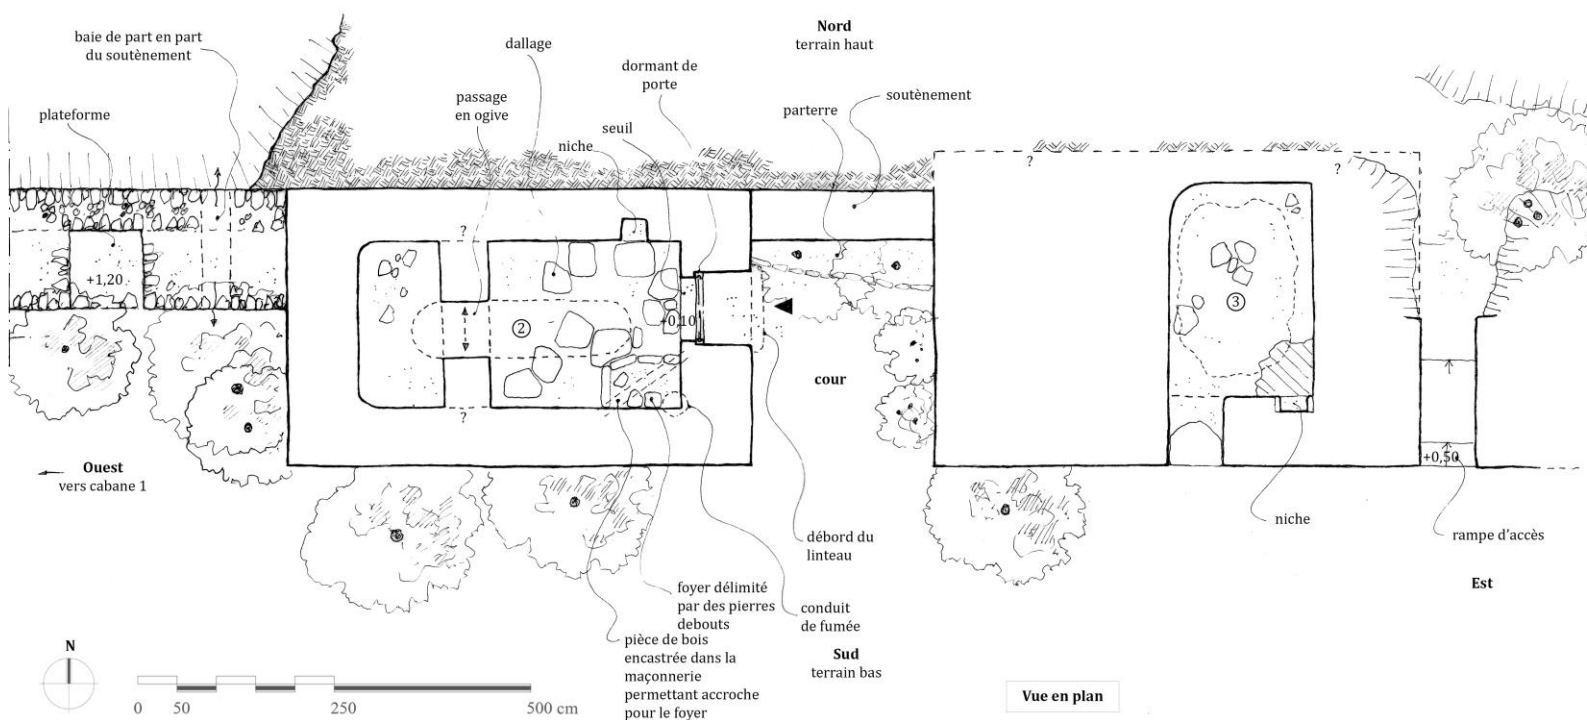 Nord
terrain haut
baie de part en part
du soutènement
dallage
dormant de
porte
passage
en ogive
soutènement
plateforme
parterre
seuil
niche
?
?
?
+1,20
2
+0,10
3
cour
?
Ouest
vers cabane 1
+0,50
niche
débord du
linteau
rampe d'accès
Est
foyer délimité
par des pierres
debouts
conduit
de fumée
pièce de bois
encastrée dans la
maçonnerie
permettant accroche
pour le foyer
Sud
terrain bas
N
Vue en plan
0 50 250 500 cm